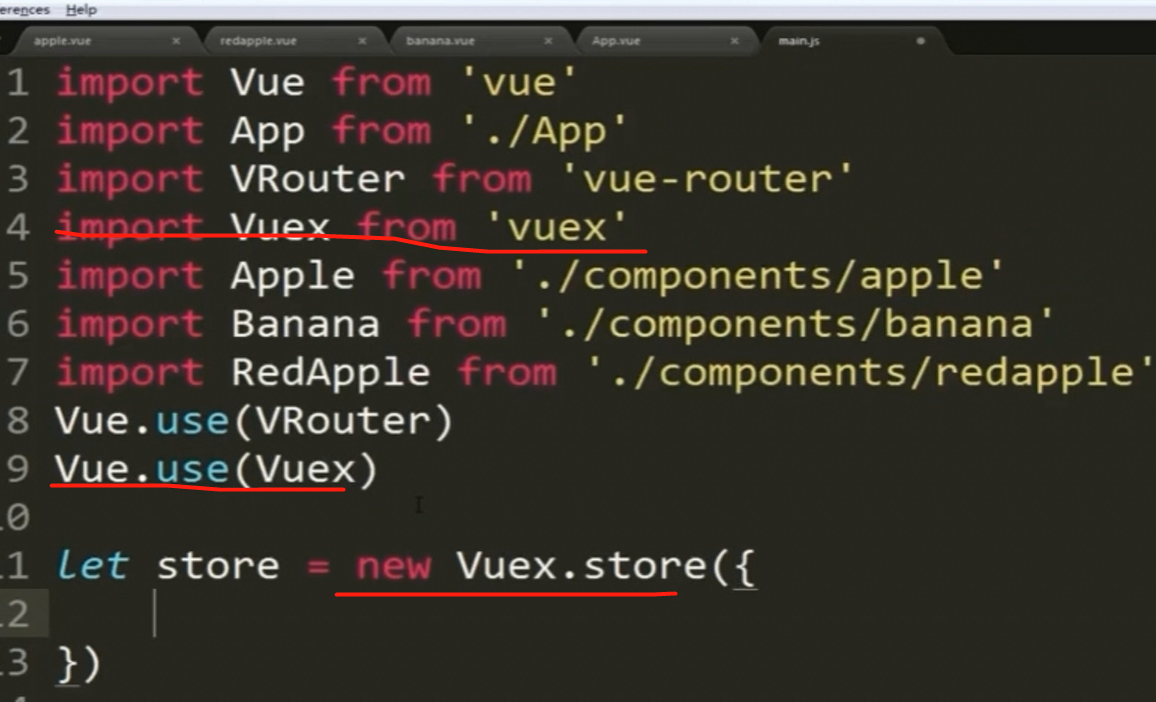 erences Help
apple.vue × redapple.vue × banana.vue × App.vue × main.js
1 import Vue from 'vue'
2 import App from './App'
3 import VRouter from 'vue-router'
4 import Vuex from 'vuex'
5 import Apple from './components/apple'
6 import Banana from './components/banana'
7 import RedApple from './components/redapple'
8 Vue.use(VRouter)
9 Vue.use(Vuex)
10
11 let store = new Vuex.store({
12
13 })